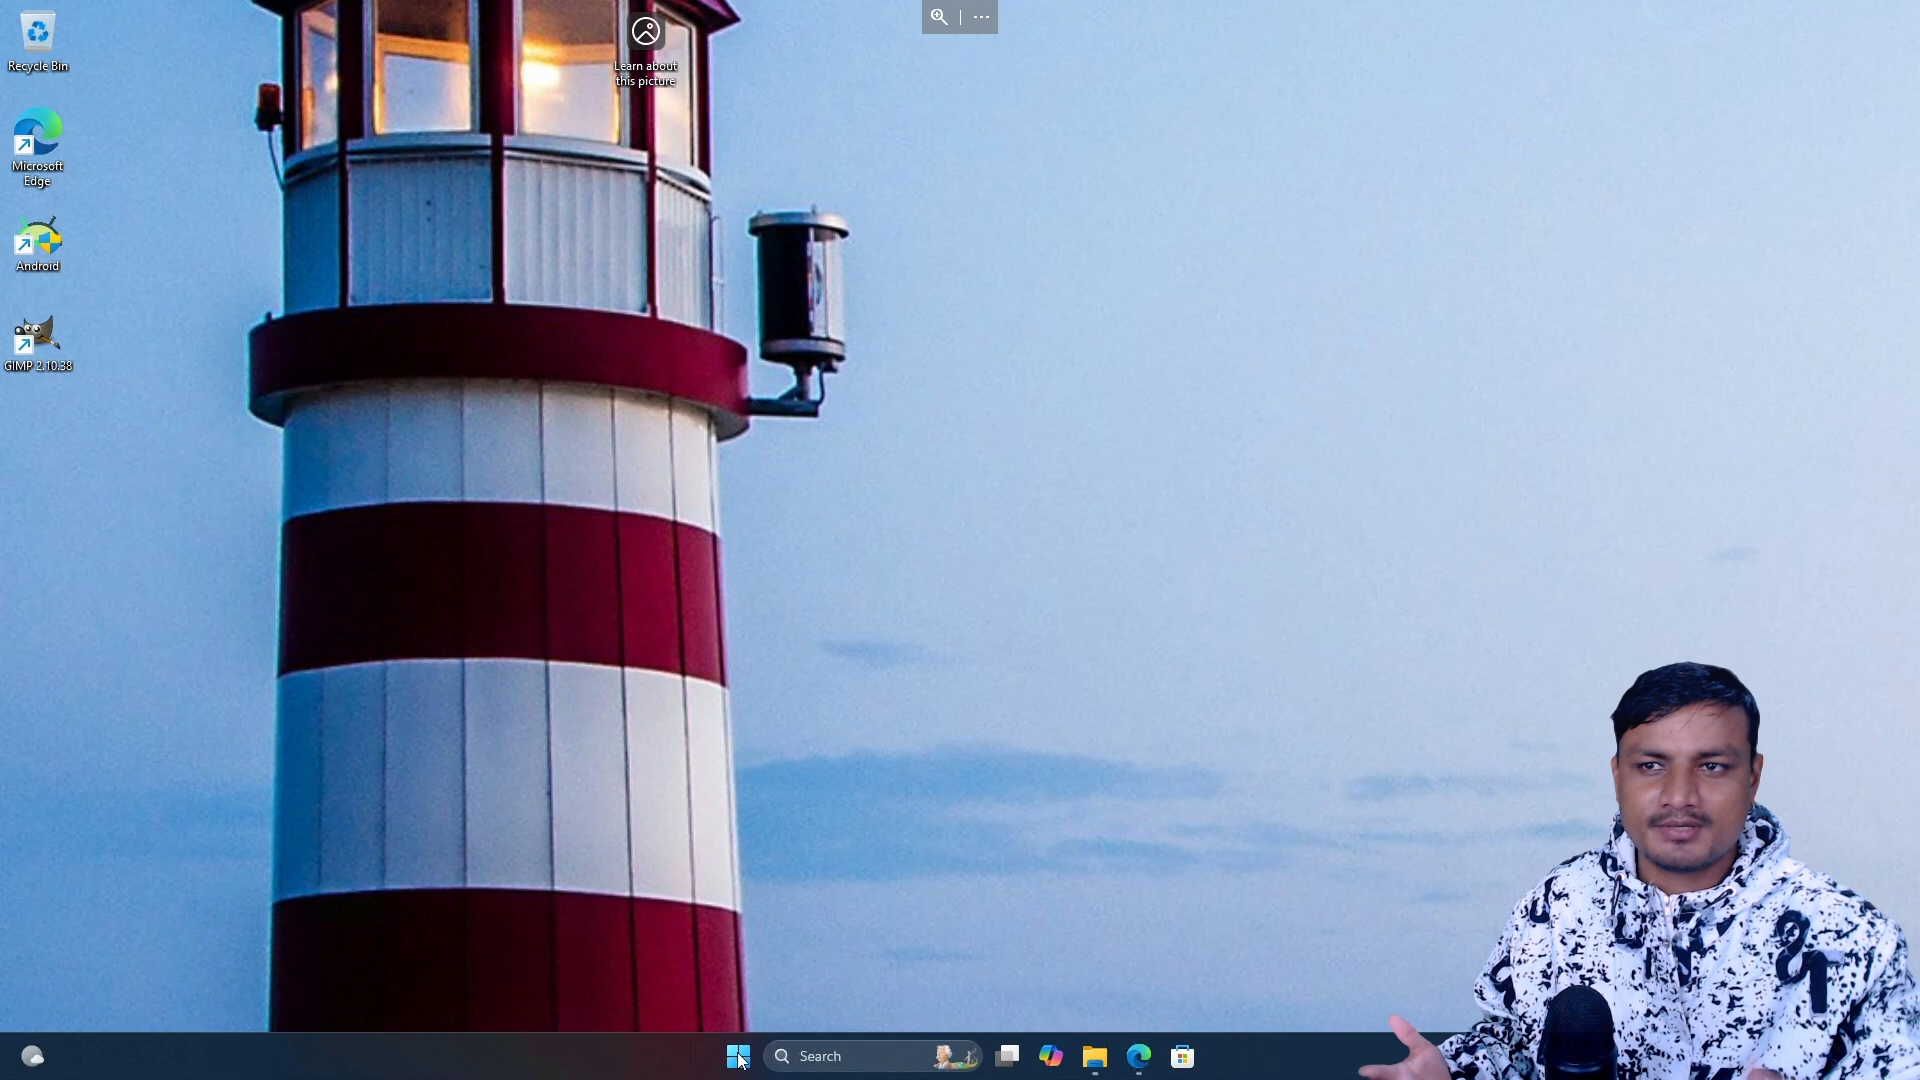 Recycle Bin
Microsoft
Edge
Android
GIMP 2.10.38
Learn about
this picture
Search